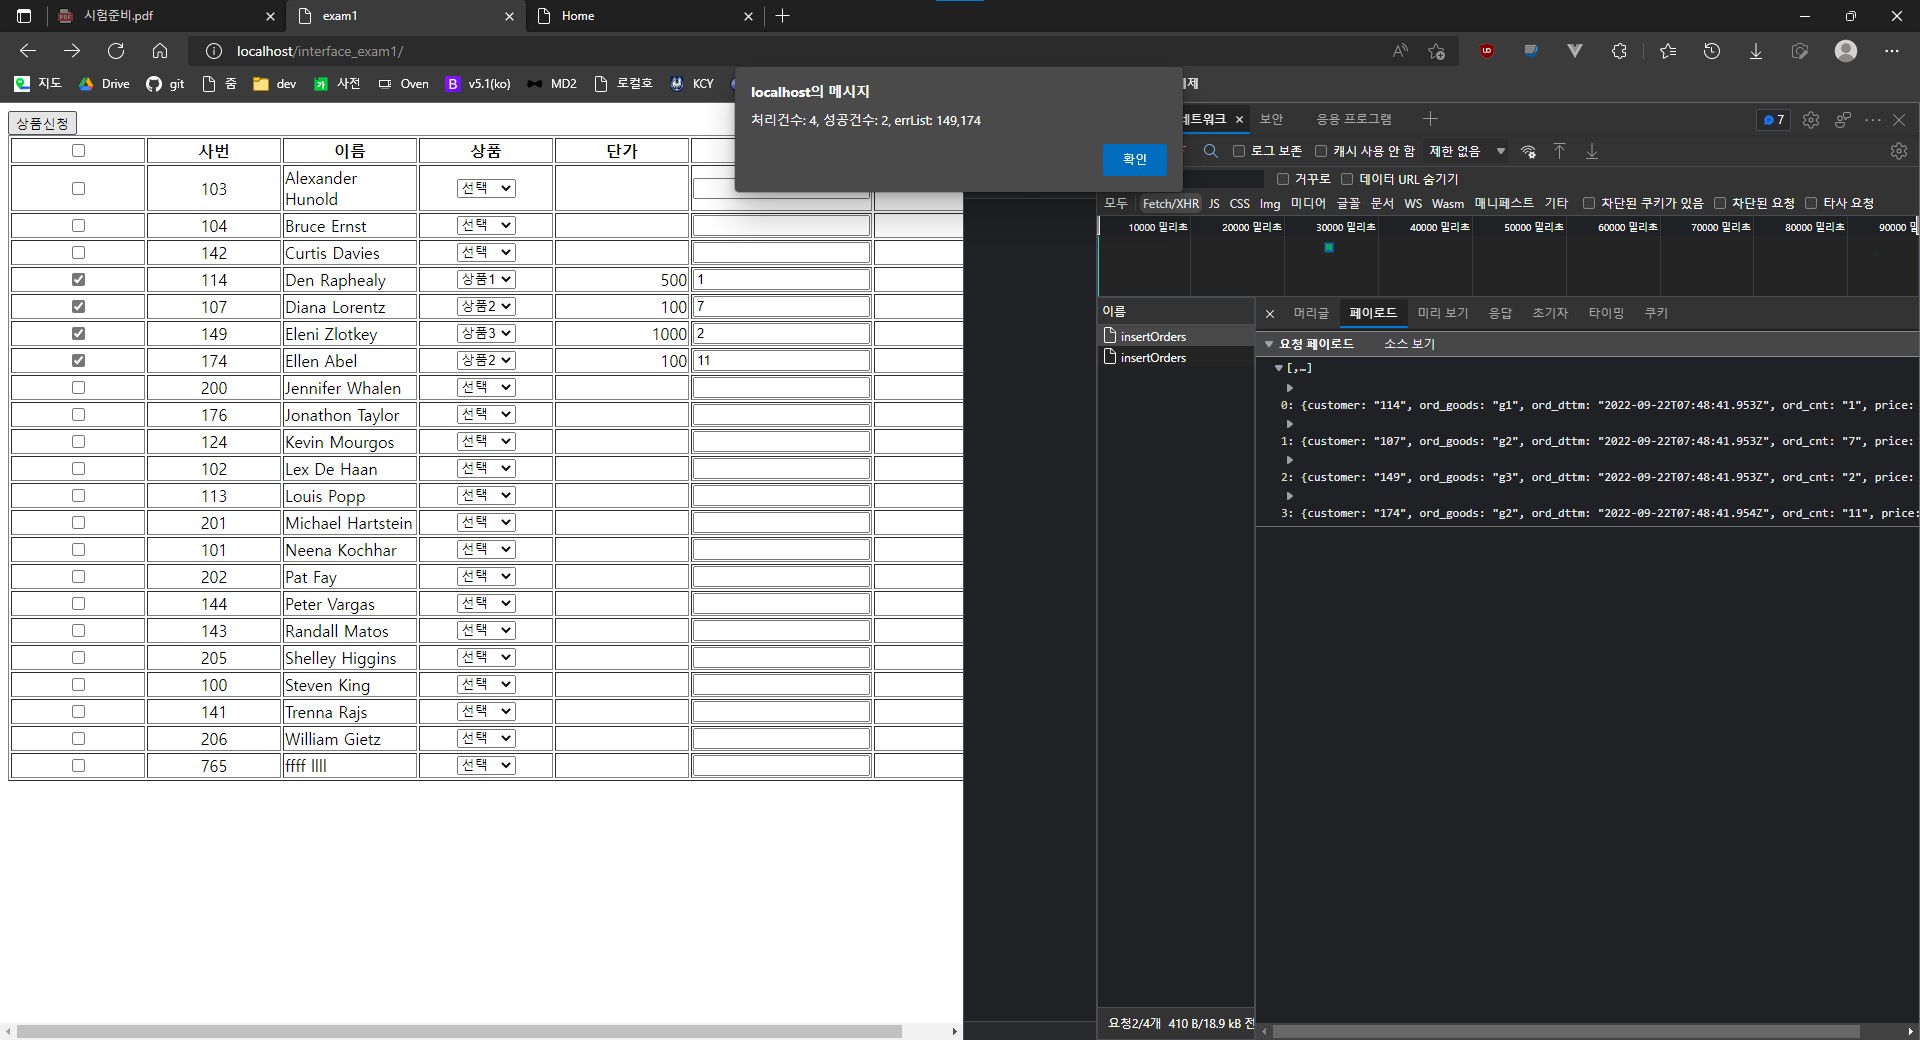 시험준비.pdf
exam1
Home
localhost/interface_exam1/
지도
Drive
git
줌
dev
사전
Oven
v5.1(ko)
MD2
로컬호
KCY
제
localhost의 메시지
처리건수: 4, 성공건수: 2, errList: 149,174
확인
상품신청
사번 이름 상품 단가
103 Alexander Hunold 선택
104 Bruce Ernst 선택
142 Curtis Davies 선택
114 Den Raphealy 상품1 500 1
107 Diana Lorentz 상품2 100 7
149 Eleni Zlotkey 상품3 1000 2
174 Ellen Abel 상품2 100 11
200 Jennifer Whalen 선택
176 Jonathon Taylor 선택
124 Kevin Mourgos 선택
102 Lex De Haan 선택
113 Louis Popp 선택
201 Michael Hartstein 선택
101 Neena Kochhar 선택
202 Pat Fay 선택
144 Peter Vargas 선택
143 Randall Matos 선택
205 Shelley Higgins 선택
100 Steven King 선택
141 Trenna Rajs 선택
206 William Gietz 선택
765 ffff llll 선택
네트워크 보안 응용 프로그램 7
로그 보존 캐시 사용 안 함 제한 없음
거꾸로 데이터 URL 숨기기
모두 Fetch/XHR JS CSS Img 미디어 글꼴 문서 WS Wasm 매니페스트 기타 차단된 쿠키가 있음 차단된 요청 타사 요청
10000 밀리초 20000 밀리초 30000 밀리초 40000 밀리초 50000 밀리초 60000 밀리초 70000 밀리초 80000 밀리초 90000 밀
이름
insertOrders
insertOrders
머리글 페이로드 미리 보기 응답 초기자 타이밍 쿠키
요청 페이로드 소스 보기
[,…]
0: {customer: "114", ord_goods: "g1", ord_dttm: "2022-09-22T07:48:41.953Z", ord_cnt: "1", price:
1: {customer: "107", ord_goods: "g2", ord_dttm: "2022-09-22T07:48:41.953Z", ord_cnt: "7", price:
2: {customer: "149", ord_goods: "g3", ord_dttm: "2022-09-22T07:48:41.953Z", ord_cnt: "2", price:
3: {customer: "174", ord_goods: "g2", ord_dttm: "2022-09-22T07:48:41.954Z", ord_cnt: "11", price:
요청2/4개 410 B/18.9 kB 전